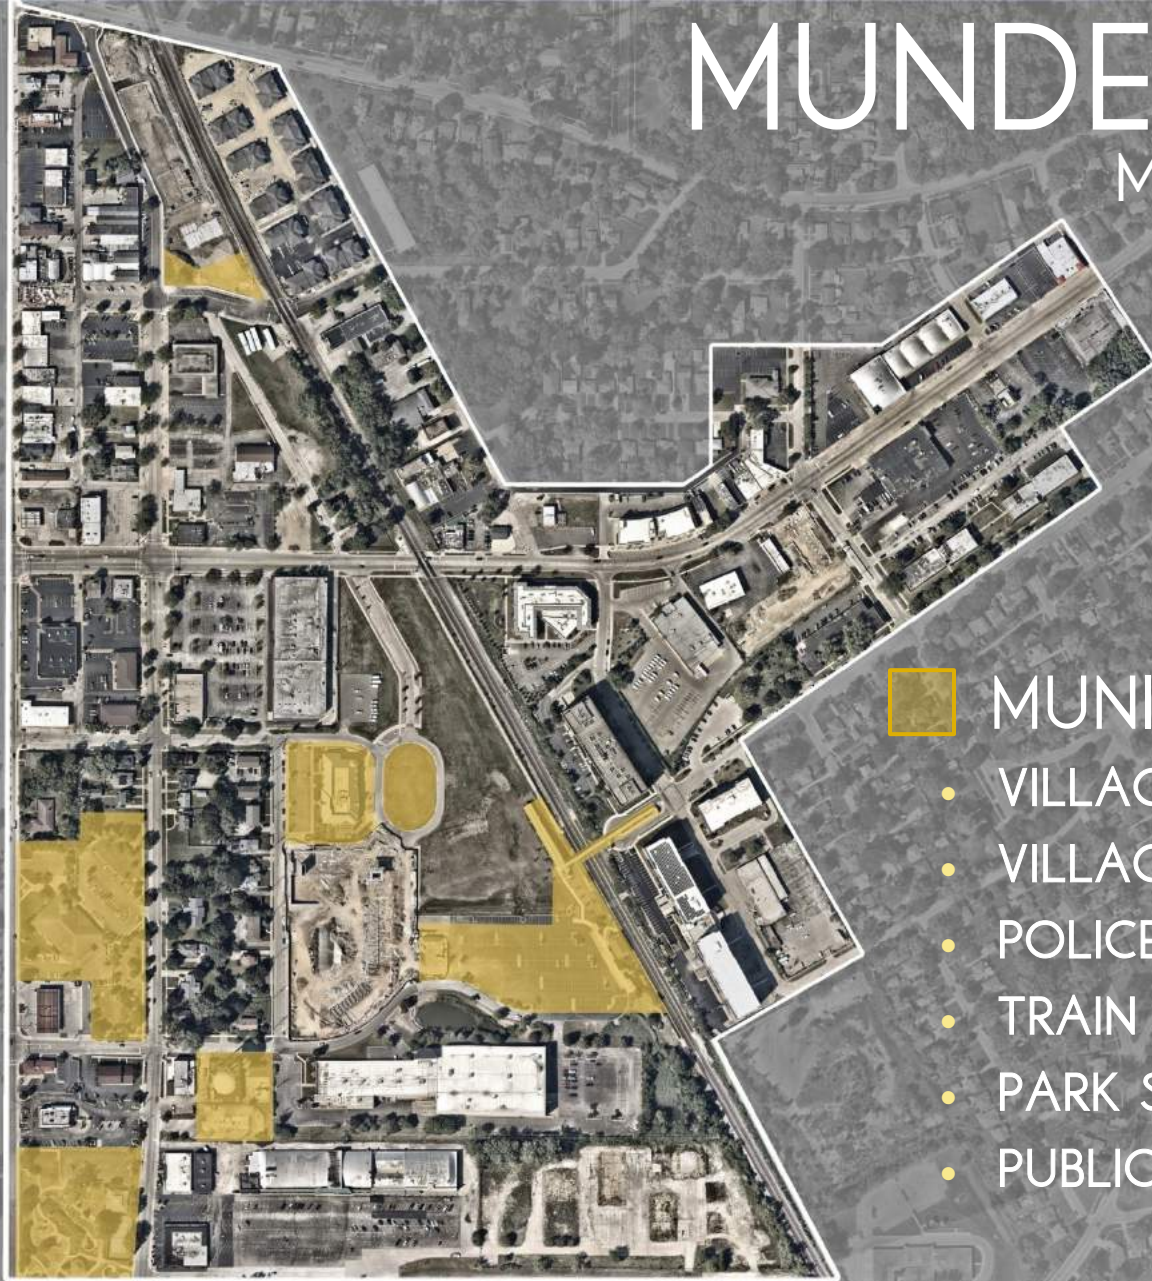 MUNDE
M
MUNI
• VILLAG
• VILLAG
• POLICE
• TRAIN
• PARK S
• PUBLIC